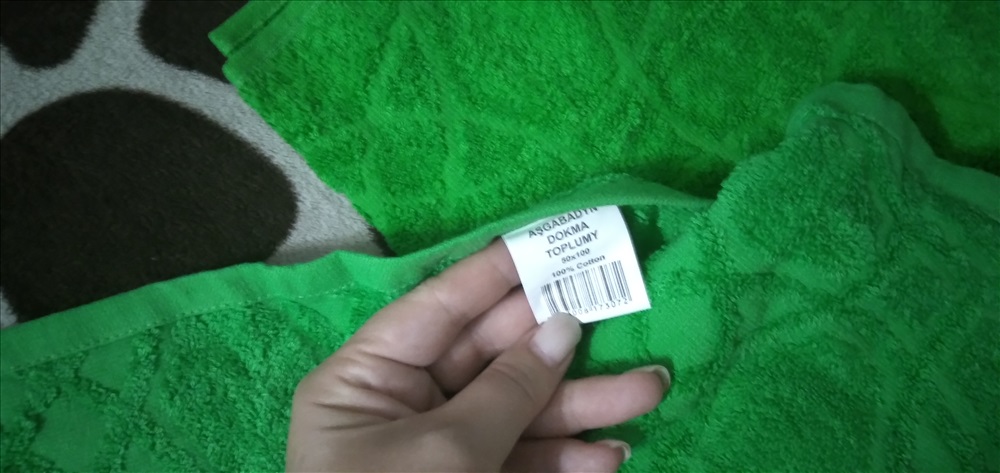 AŞGABADYŇ
DOKMA
TOPLUMY
50x100
100% Cotton